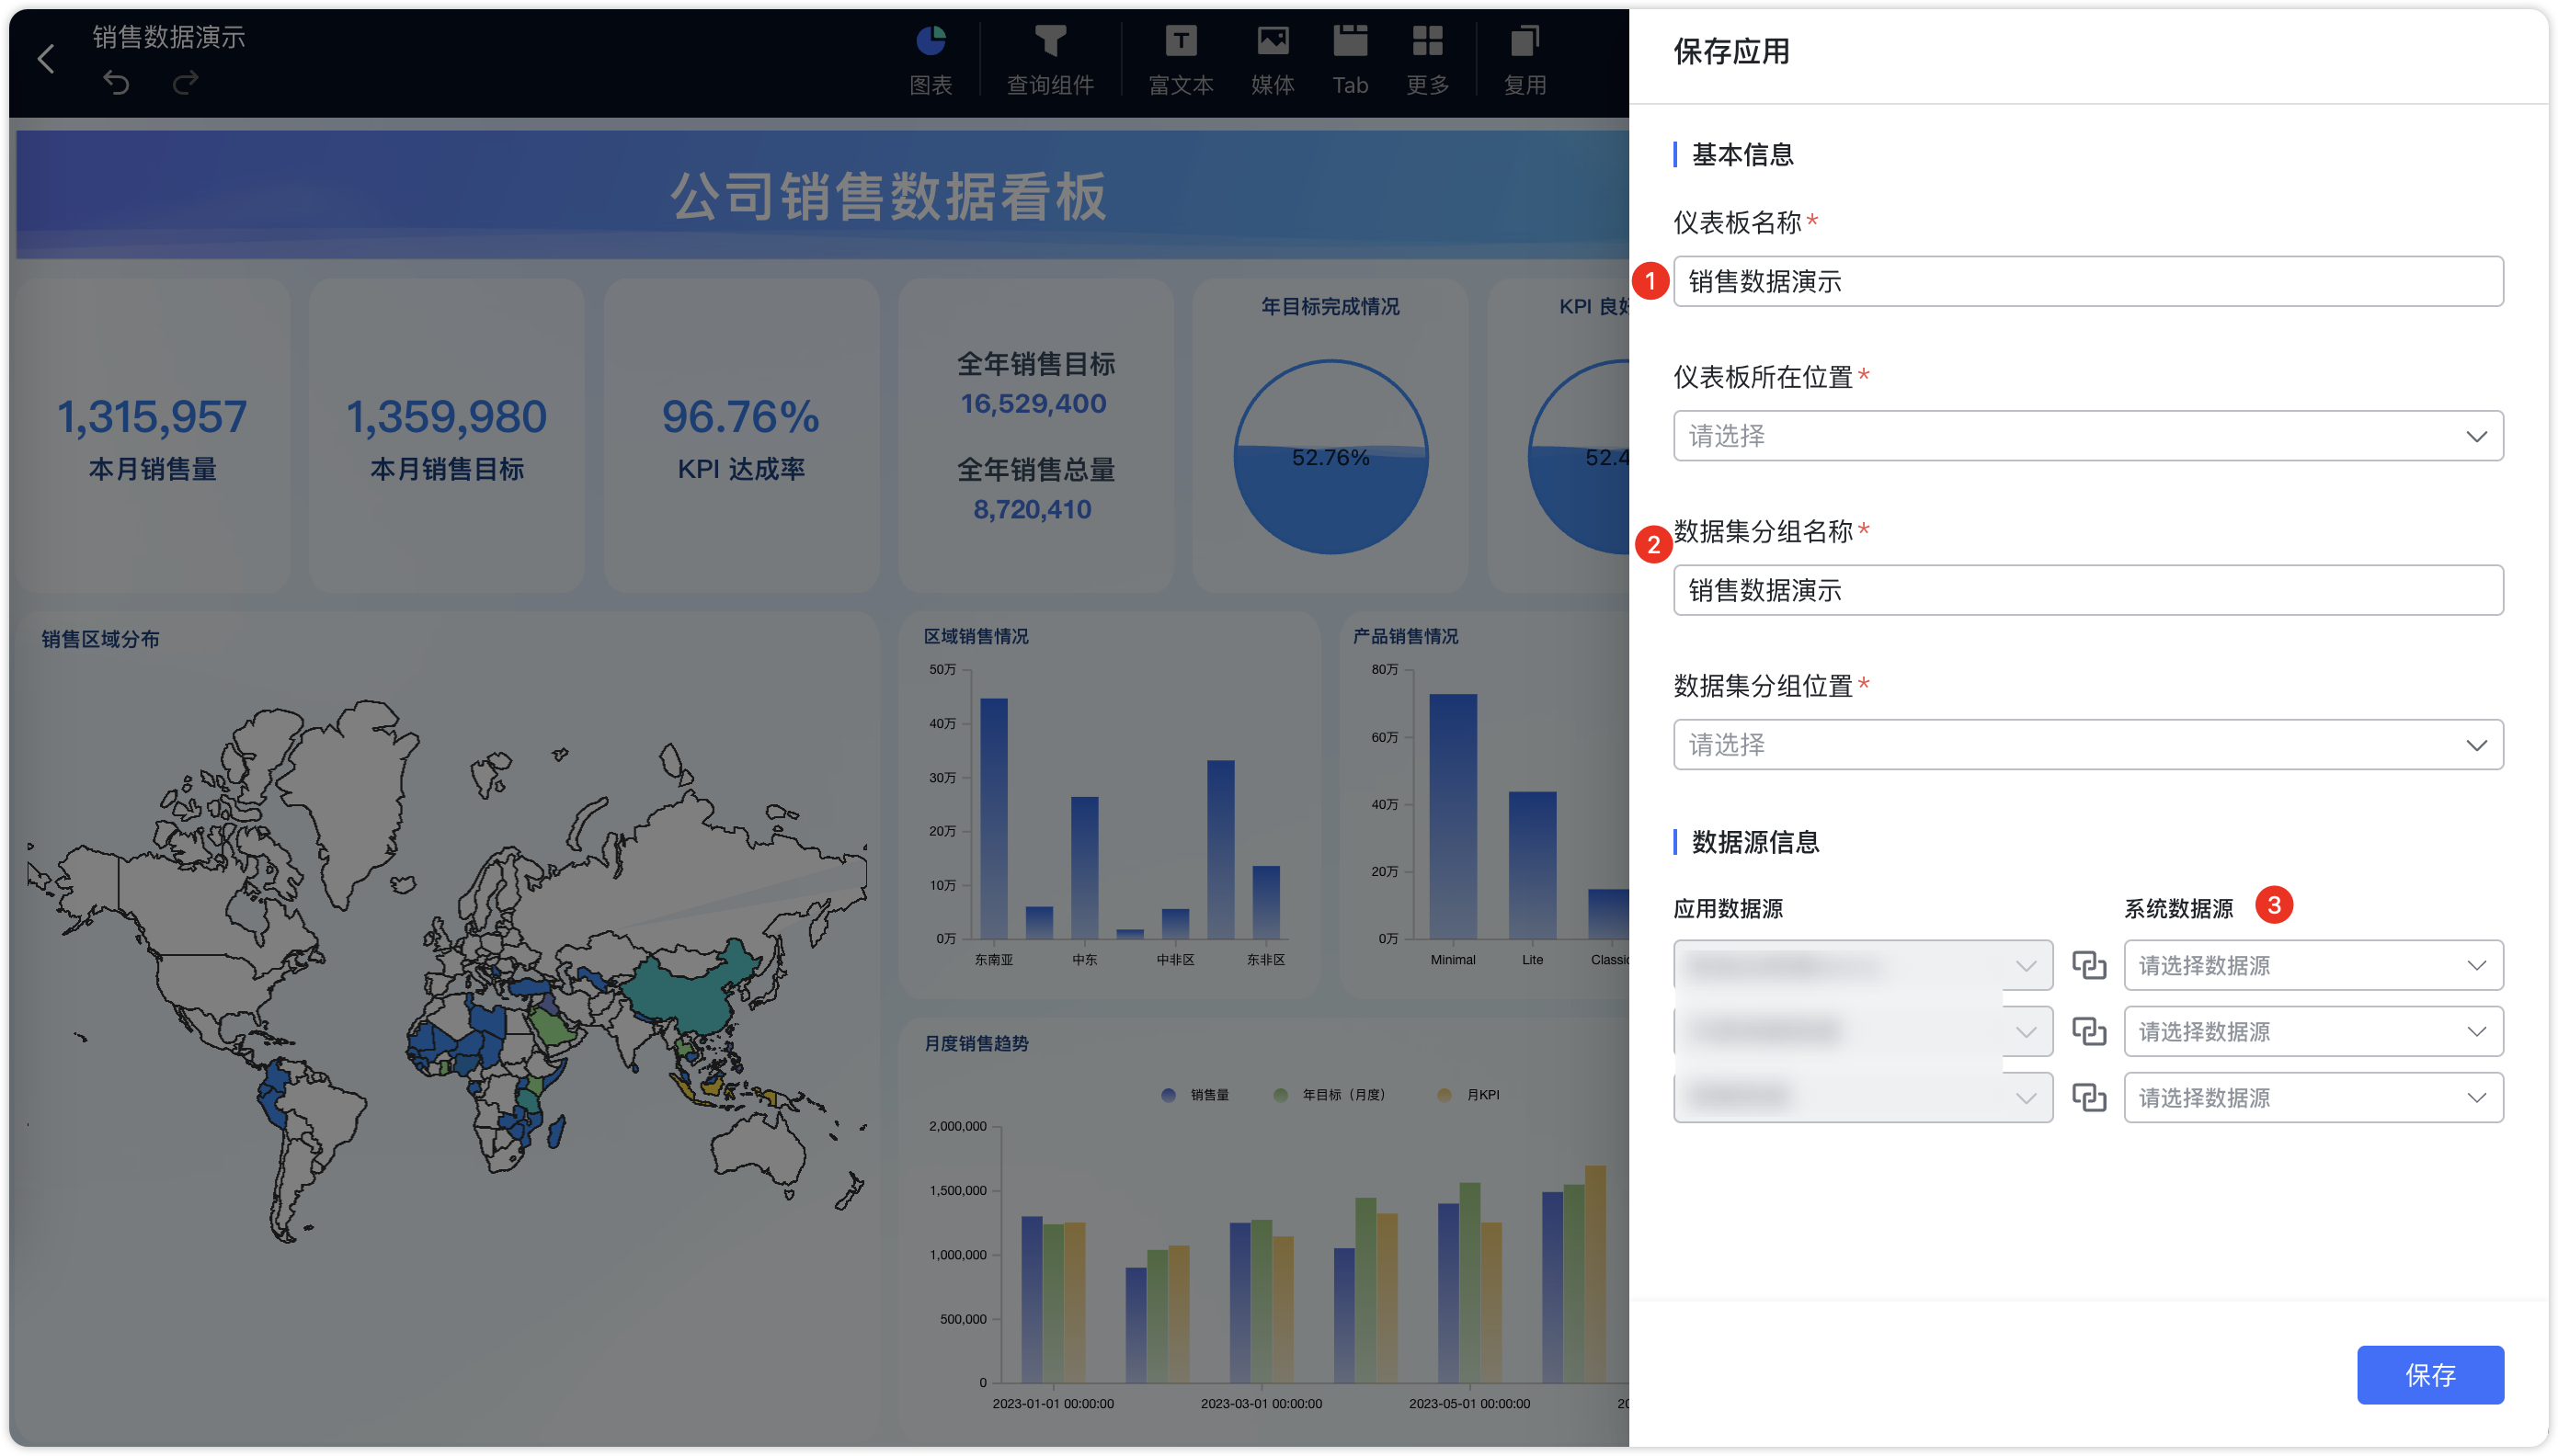 销售数据演示
图表
查询组件
富文本
媒体
Tab
更多
复用
公司销售数据看板
1,315,957
本月销售量
1,359,980
本月销售目标
96.76%
KPI 达成率
全年销售目标
16,529,400
全年销售总量
8,720,410
年目标完成情况
52.76%
KPI 良好
52.4
销售区域分布
区域销售情况
50万
40万
30万
20万
10万
0万
东南亚
中东
中非区
东非区
产品销售情况
80万
60万
40万
20万
0万
Minimal
Lite
Classic
月度销售趋势
销售量
年目标（月度）
月KPI
2,000,000
1,500,000
1,000,000
500,000
0
2023-01-01 00:00:00
2023-03-01 00:00:00
2023-05-01 00:00:00
20
保存应用
基本信息
仪表板名称*
1
销售数据演示
仪表板所在位置*
请选择
2
数据集分组名称*
销售数据演示
数据集分组位置*
请选择
数据源信息
应用数据源
系统数据源
3
请选择数据源
请选择数据源
请选择数据源
保存